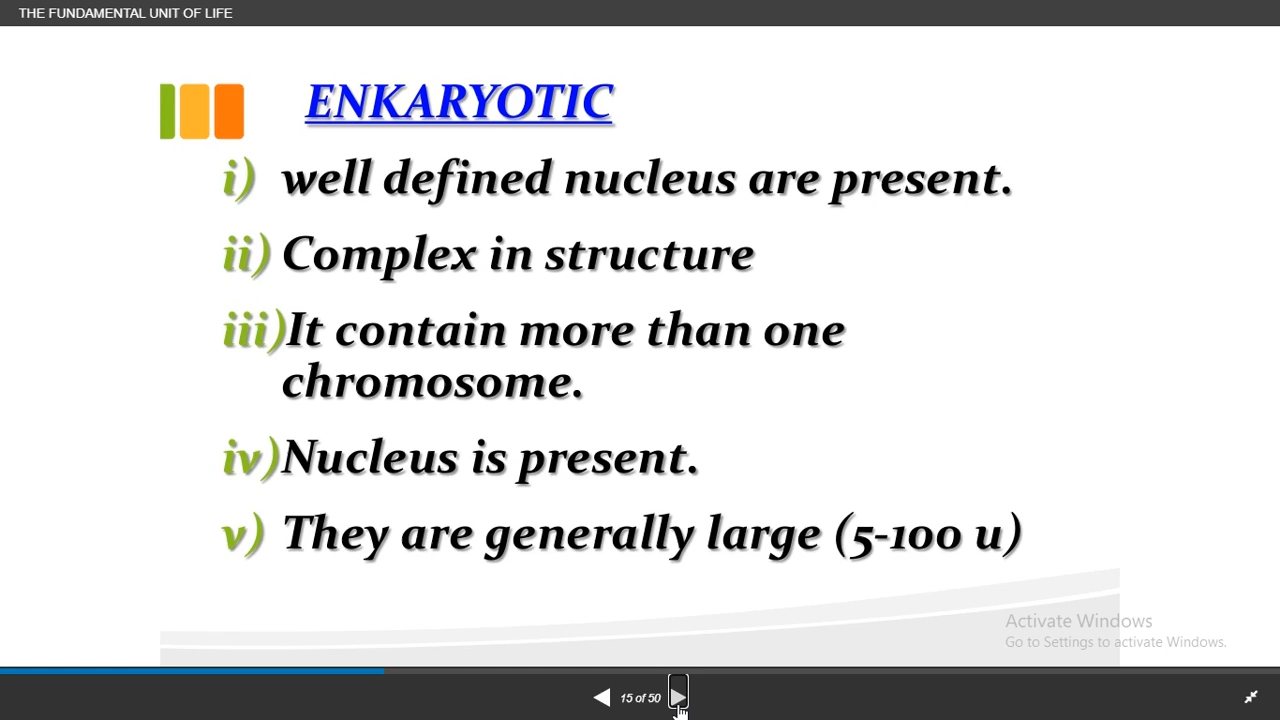 THE FUNDAMENTAL UNIT OF LIFE
ENKARYOTIC
i) well defined nucleus are present.
ii) Complex in structure
iii)It contain more than one
chromosome.
iv)Nucleus is present.
v) They are generally large (5-100 u)
Activate Windows
Go to Settings to activate Windows.
15 of 50